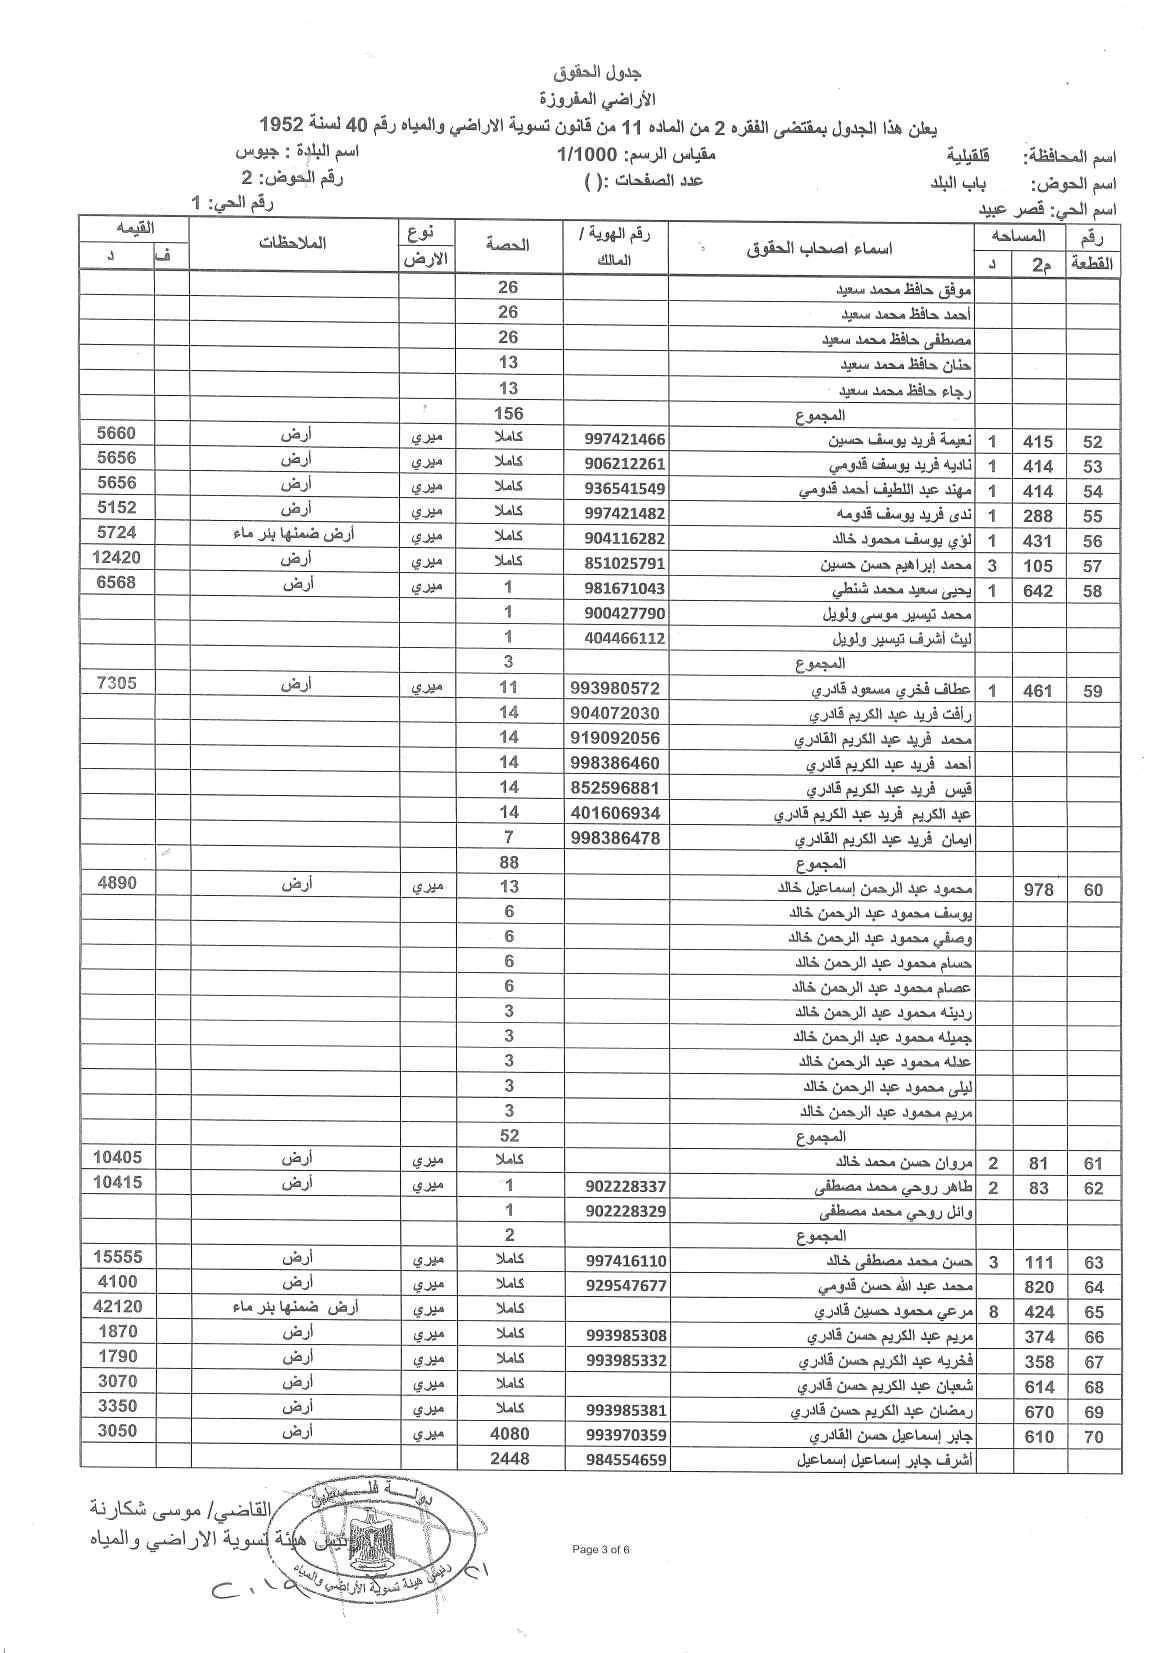 جدول الحقوق
الأراضي المفروزة
يعلن هذا الجدول بمقتضى الفقره 2 من الماده 11 من قانون تسوية الاراضي والمياه رقم 40 لسنة 1952
اسم المحافظة: قلقيلية مقياس الرسم: 1/1000 اسم البلدة : جيوس
اسم الحوض: باب البلد عدد الصفحات :( ) رقم الحوض: 2
اسم الحي: قصر عبيد رقم الحي: 1
رقم القطعة المساحه م2 د اسماء اصحاب الحقوق رقم الهوية / المالك الحصة نوع الارض الملاحظات القيمه ف د
موفق حافظ محمد سعيد 26
أحمد حافظ محمد سعيد 26
مصطفى حافظ محمد سعيد 26
حنان حافظ محمد سعيد 13
رجاء حافظ محمد سعيد 13
المجموع 156
52 415 1 نعيمة فريد يوسف حسين 997421466 كاملا ميري أرض 5660
53 414 1 ناديه فريد يوسف قدومي 906212261 كاملا ميري أرض 5656
54 414 1 مهند عبد اللطيف أحمد قدومي 936541549 كاملا ميري أرض 5656
55 288 1 ندى فريد يوسف قدومه 997421482 كاملا ميري أرض 5152
56 431 1 لؤي يوسف محمود خالد 904116282 كاملا ميري أرض ضمنها بئر ماء 5724
57 105 3 محمد إبراهيم حسن حسين 851025791 كاملا ميري أرض 12420
58 642 1 يحيى سعيد محمد شنطي 981671043 1 ميري أرض 6568
محمد تيسير موسى ولويل 900427790 1
ليث أشرف تيسير ولويل 404466112 1
المجموع 3
59 461 1 عطاف فخري مسعود قادري 993980572 11 ميري أرض 7305
رأفت فريد عبد الكريم قادري 904072030 14
محمد فريد عبد الكريم القادري 919092056 14
أحمد فريد عبد الكريم قادري 998386460 14
قيس فريد عبد الكريم قادري 852596881 14
عبد الكريم فريد عبد الكريم قادري 401606934 14
ايمان فريد عبد الكريم القادري 998386478 7
المجموع 88
60 978 محمود عبد الرحمن إسماعيل خالد 13 ميري أرض 4890
يوسف محمود عبد الرحمن خالد 6
وصفي محمود عبد الرحمن خالد 6
حسام محمود عبد الرحمن خالد 6
عصام محمود عبد الرحمن خالد 6
ردينه محمود عبد الرحمن خالد 3
جميله محمود عبد الرحمن خالد 3
عدله محمود عبد الرحمن خالد 3
ليلى محمود عبد الرحمن خالد 3
مريم محمود عبد الرحمن خالد 3
المجموع 52
61 81 2 مروان حسن محمد خالد كاملا ميري أرض 10405
62 83 2 طاهر روحي محمد مصطفى 902228337 1 ميري أرض 10415
وائل روحي محمد مصطفى 902228329 1
المجموع 2
63 111 3 حسن محمد مصطفى خالد 997416110 كاملا ميري أرض 15555
64 820 محمد عبد الله حسن قدومي 929547677 كاملا ميري أرض 4100
65 424 8 مرعي محمود حسين قادري كاملا ميري أرض ضمنها بئر ماء 42120
66 374 مريم عبد الكريم حسن قادري 993985308 كاملا ميري أرض 1870
67 358 فخريه عبد الكريم حسن قادري 993985332 كاملا ميري أرض 1790
68 614 شعبان عبد الكريم حسن قادري كاملا ميري أرض 3070
69 670 رمضان عبد الكريم حسن قادري 993985381 كاملا ميري أرض 3350
70 610 جابر إسماعيل حسن القادري 993970359 4080 ميري أرض 3050
أشرف جابر إسماعيل إسماعيل 984554659 2448
القاضي/ موسى شكارنة
رئيس هيئة تسوية الاراضي والمياه
دولة فلسطين
رئيس هيئة تسوية الأراضي والمياه
Page 3 of 6